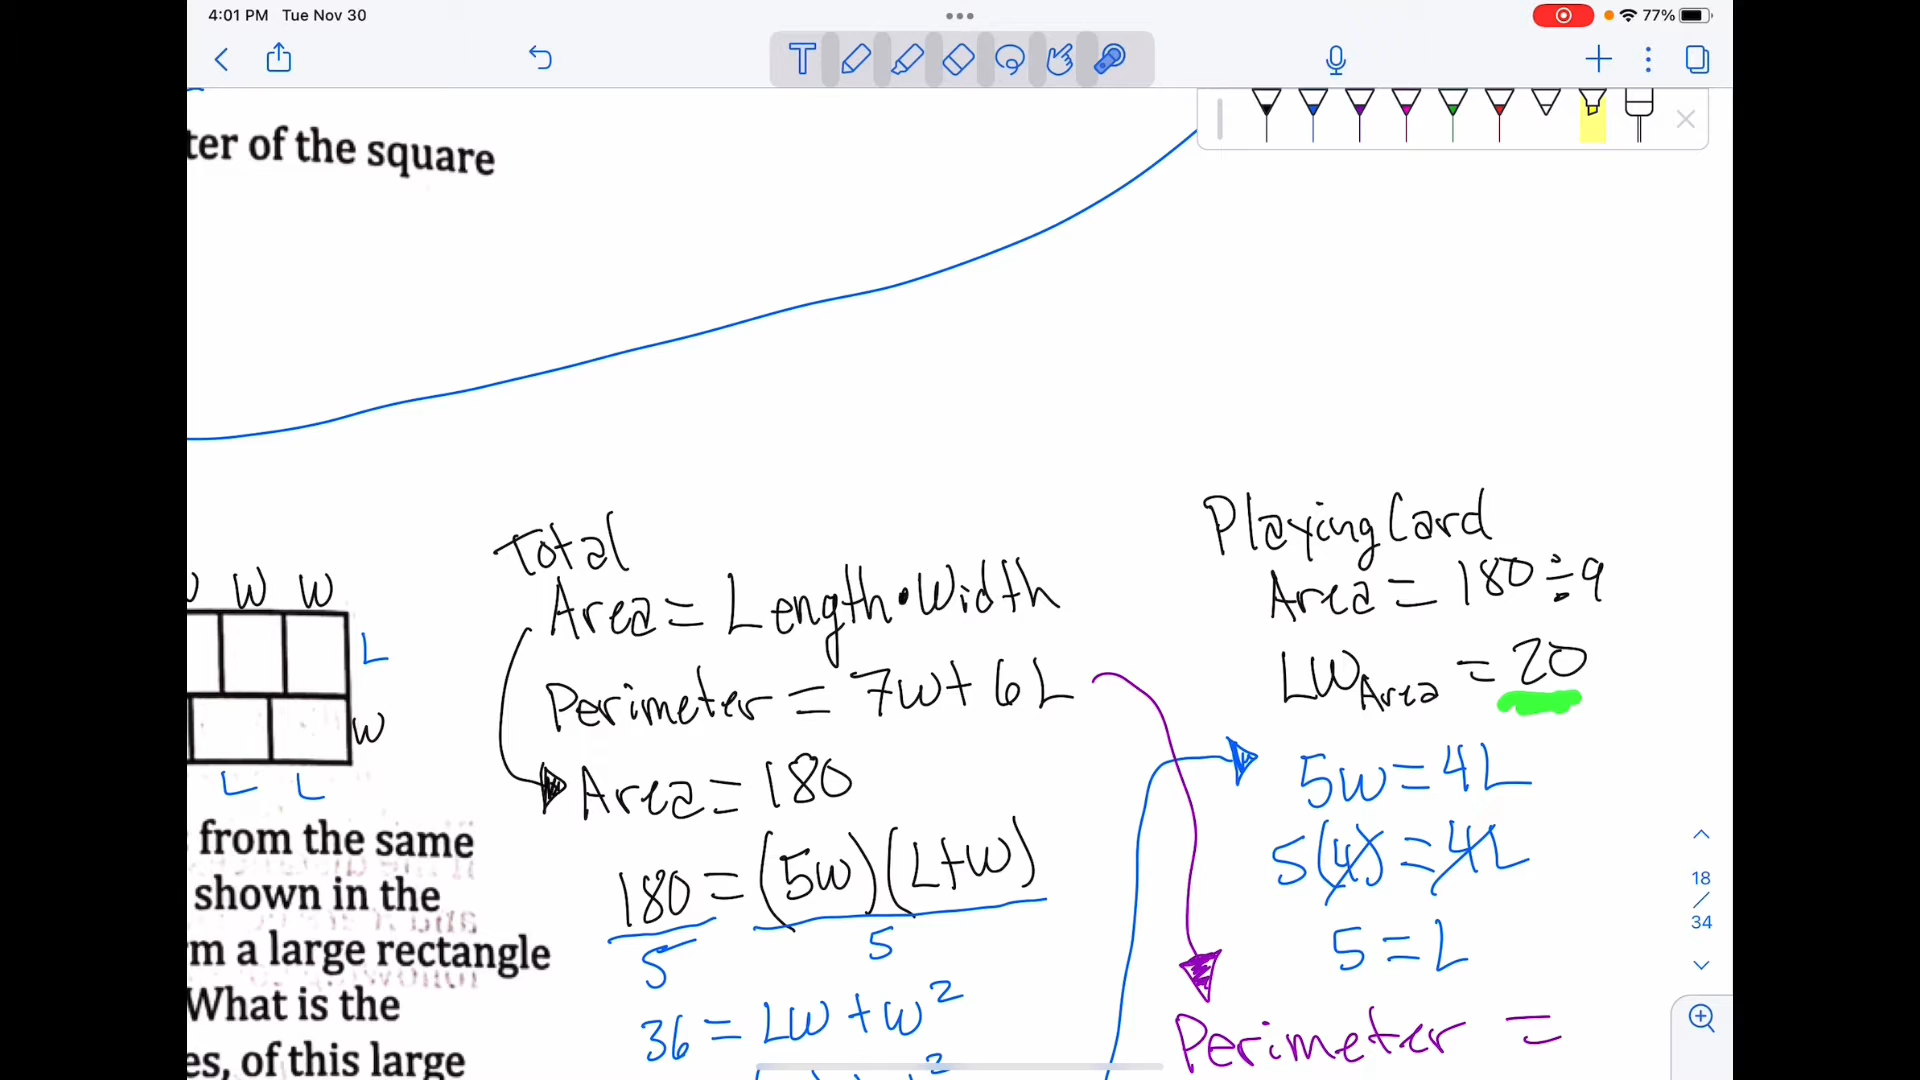 4:01 PM Tue Nov 30
77%
T
ter of the square
Total
Area = Length • Width
Perimeter = 7w + 6L
Area = 180
180 = (5w)(L+w)
5 5
36 = Lw + w²
Playing Card
Area = 180 ÷ 9
LW Area = 20
5w = 4L
5(4) = 4L
5 = L
Perimeter =
W W
L
W
L L
from the same
shown in the
m a large rectangle
What is the
es, of this large
18
/
34